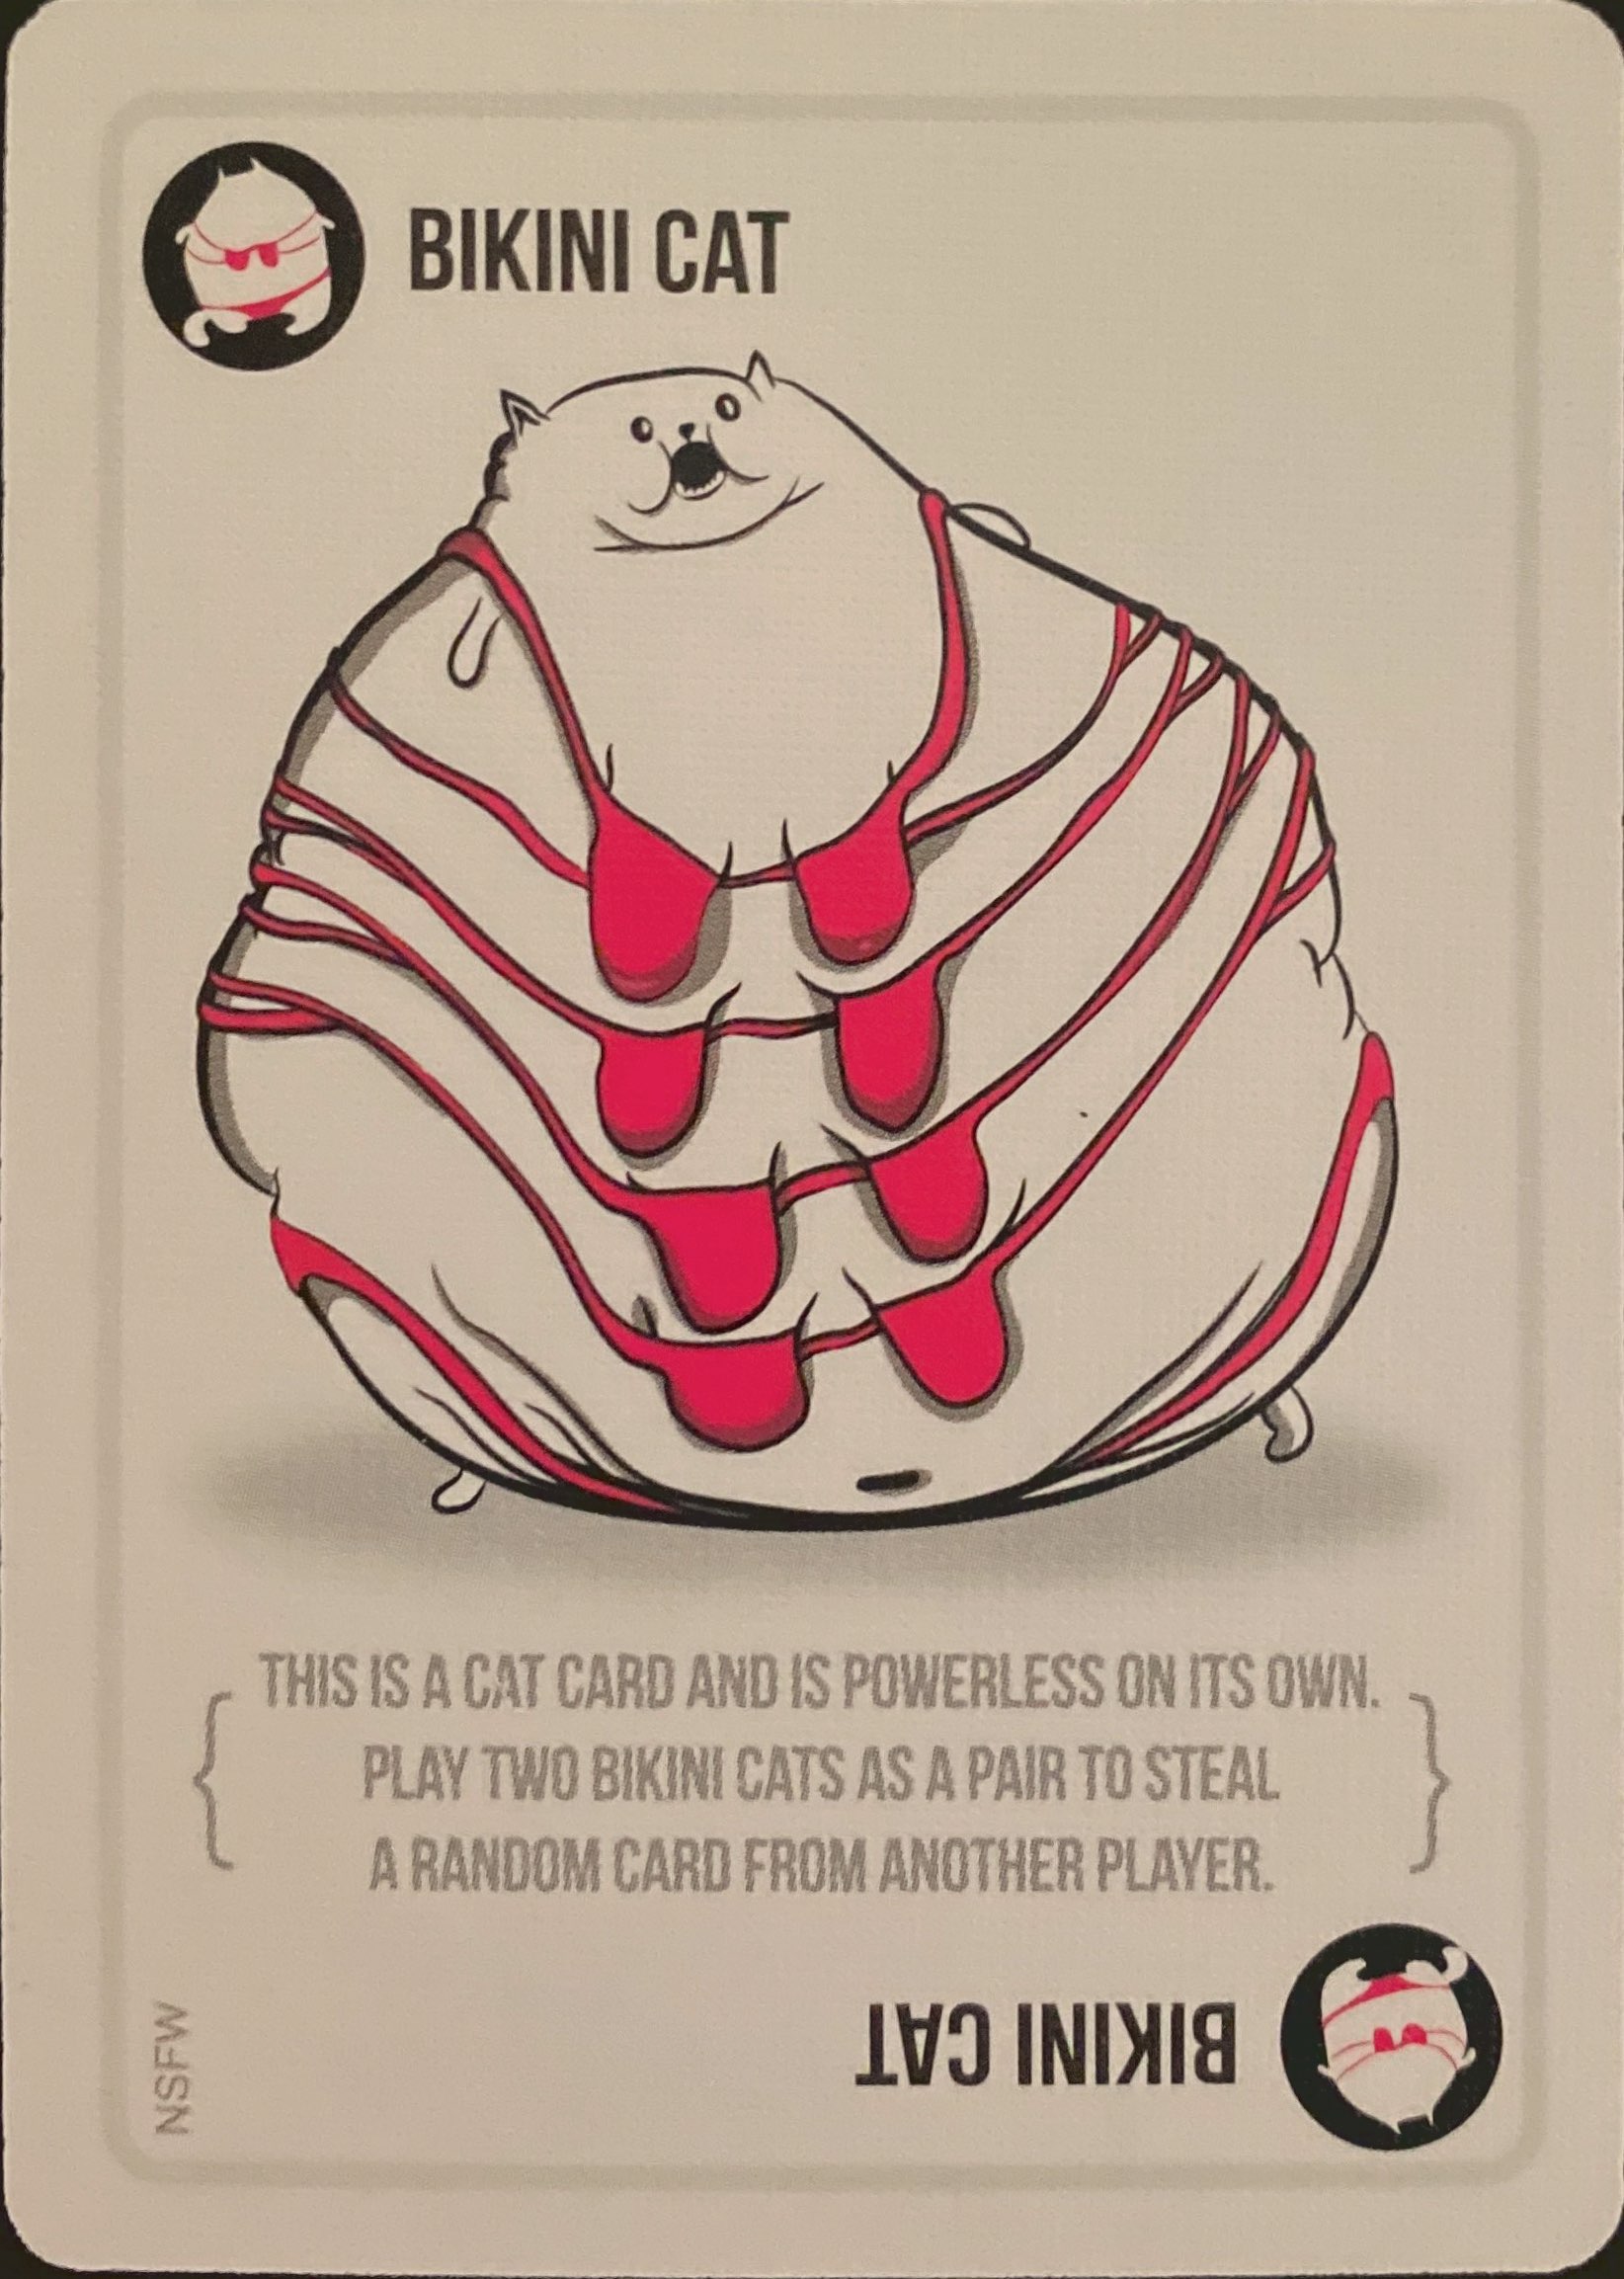 BIKINI CAT
THIS IS A CAT CARD AND IS POWERLESS ON ITS OWN.
PLAY TWO BIKINI CATS AS A PAIR TO STEAL
A RANDOM CARD FROM ANOTHER PLAYER.
NSFW
BIKINI CAT